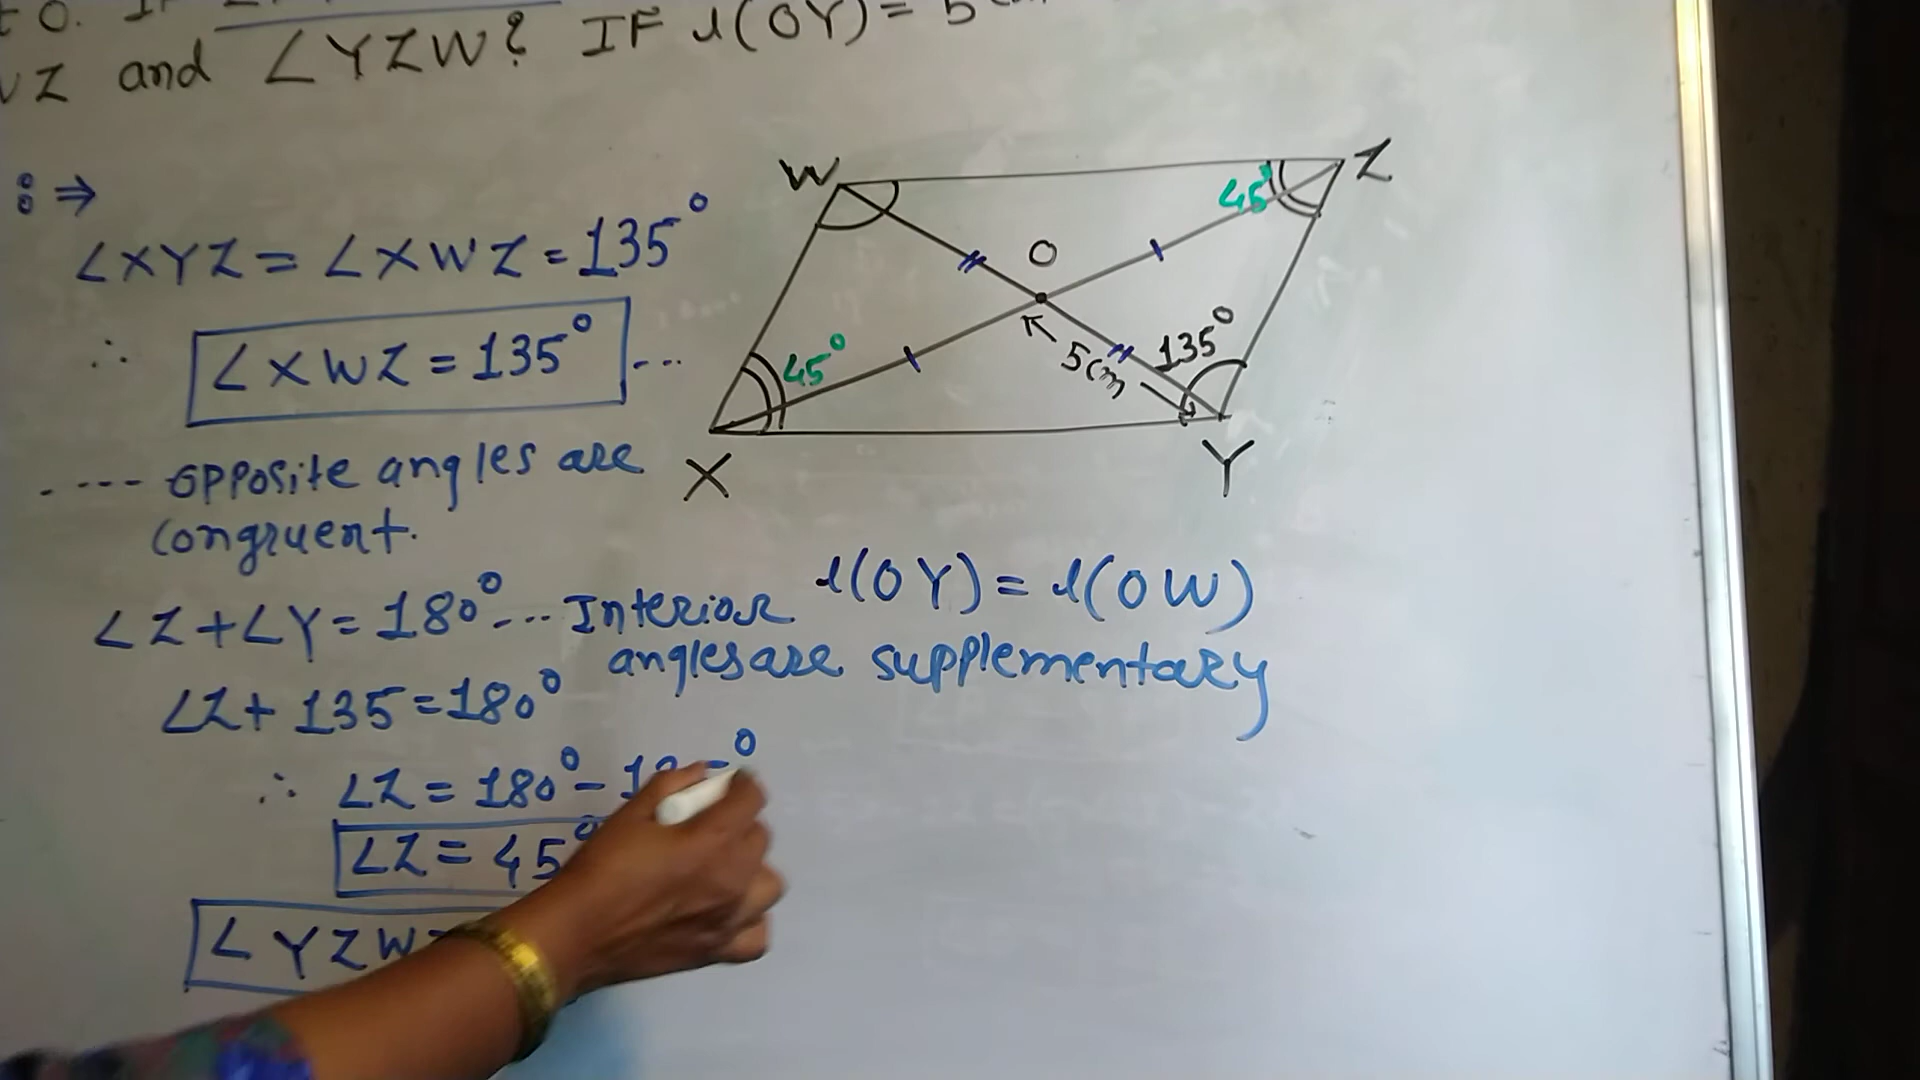 O. IF
∠YZW? IF l(OY)= 5
Z and
⇒
∠XYZ = ∠XWZ = 135°
∴ ∠XWZ = 135° ...
.---- opposite angles are
congruent.
∠Z+∠Y= 180° --... Interior
angles are supplementary
∠Z+ 135 =180°
∴ ∠Z = 180° -
∠Z = 45°
∠YZW
W
Z
45°
O
135°
5cm
45°
X
Y
l(OY) = l(OW)